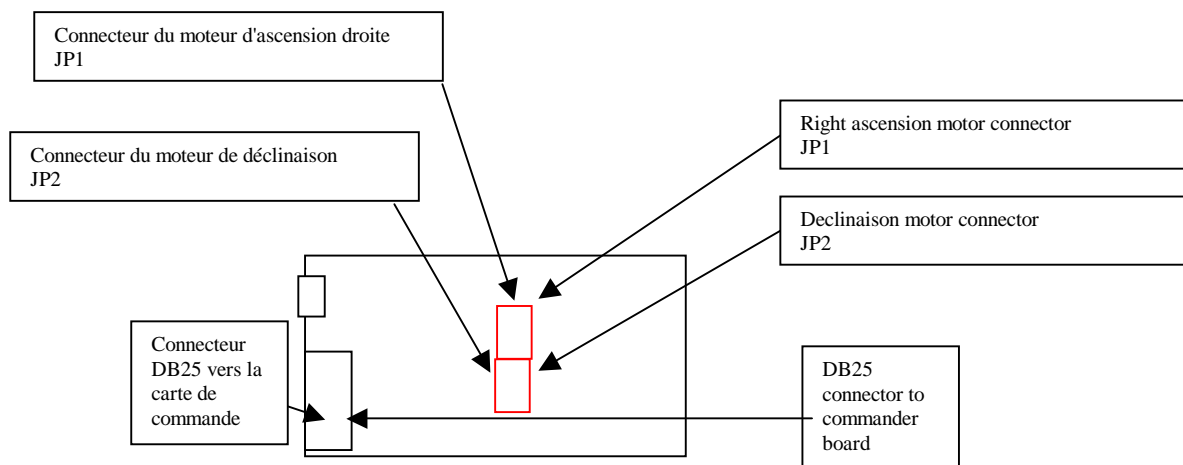 Connecteur du moteur d'ascension droite
JP1
Right ascension motor connector
JP1
Connecteur du moteur de déclinaison
JP2
Declinaison motor connector
JP2
Connecteur
DB25 vers la
carte de
commande
DB25
connector to
commander
board